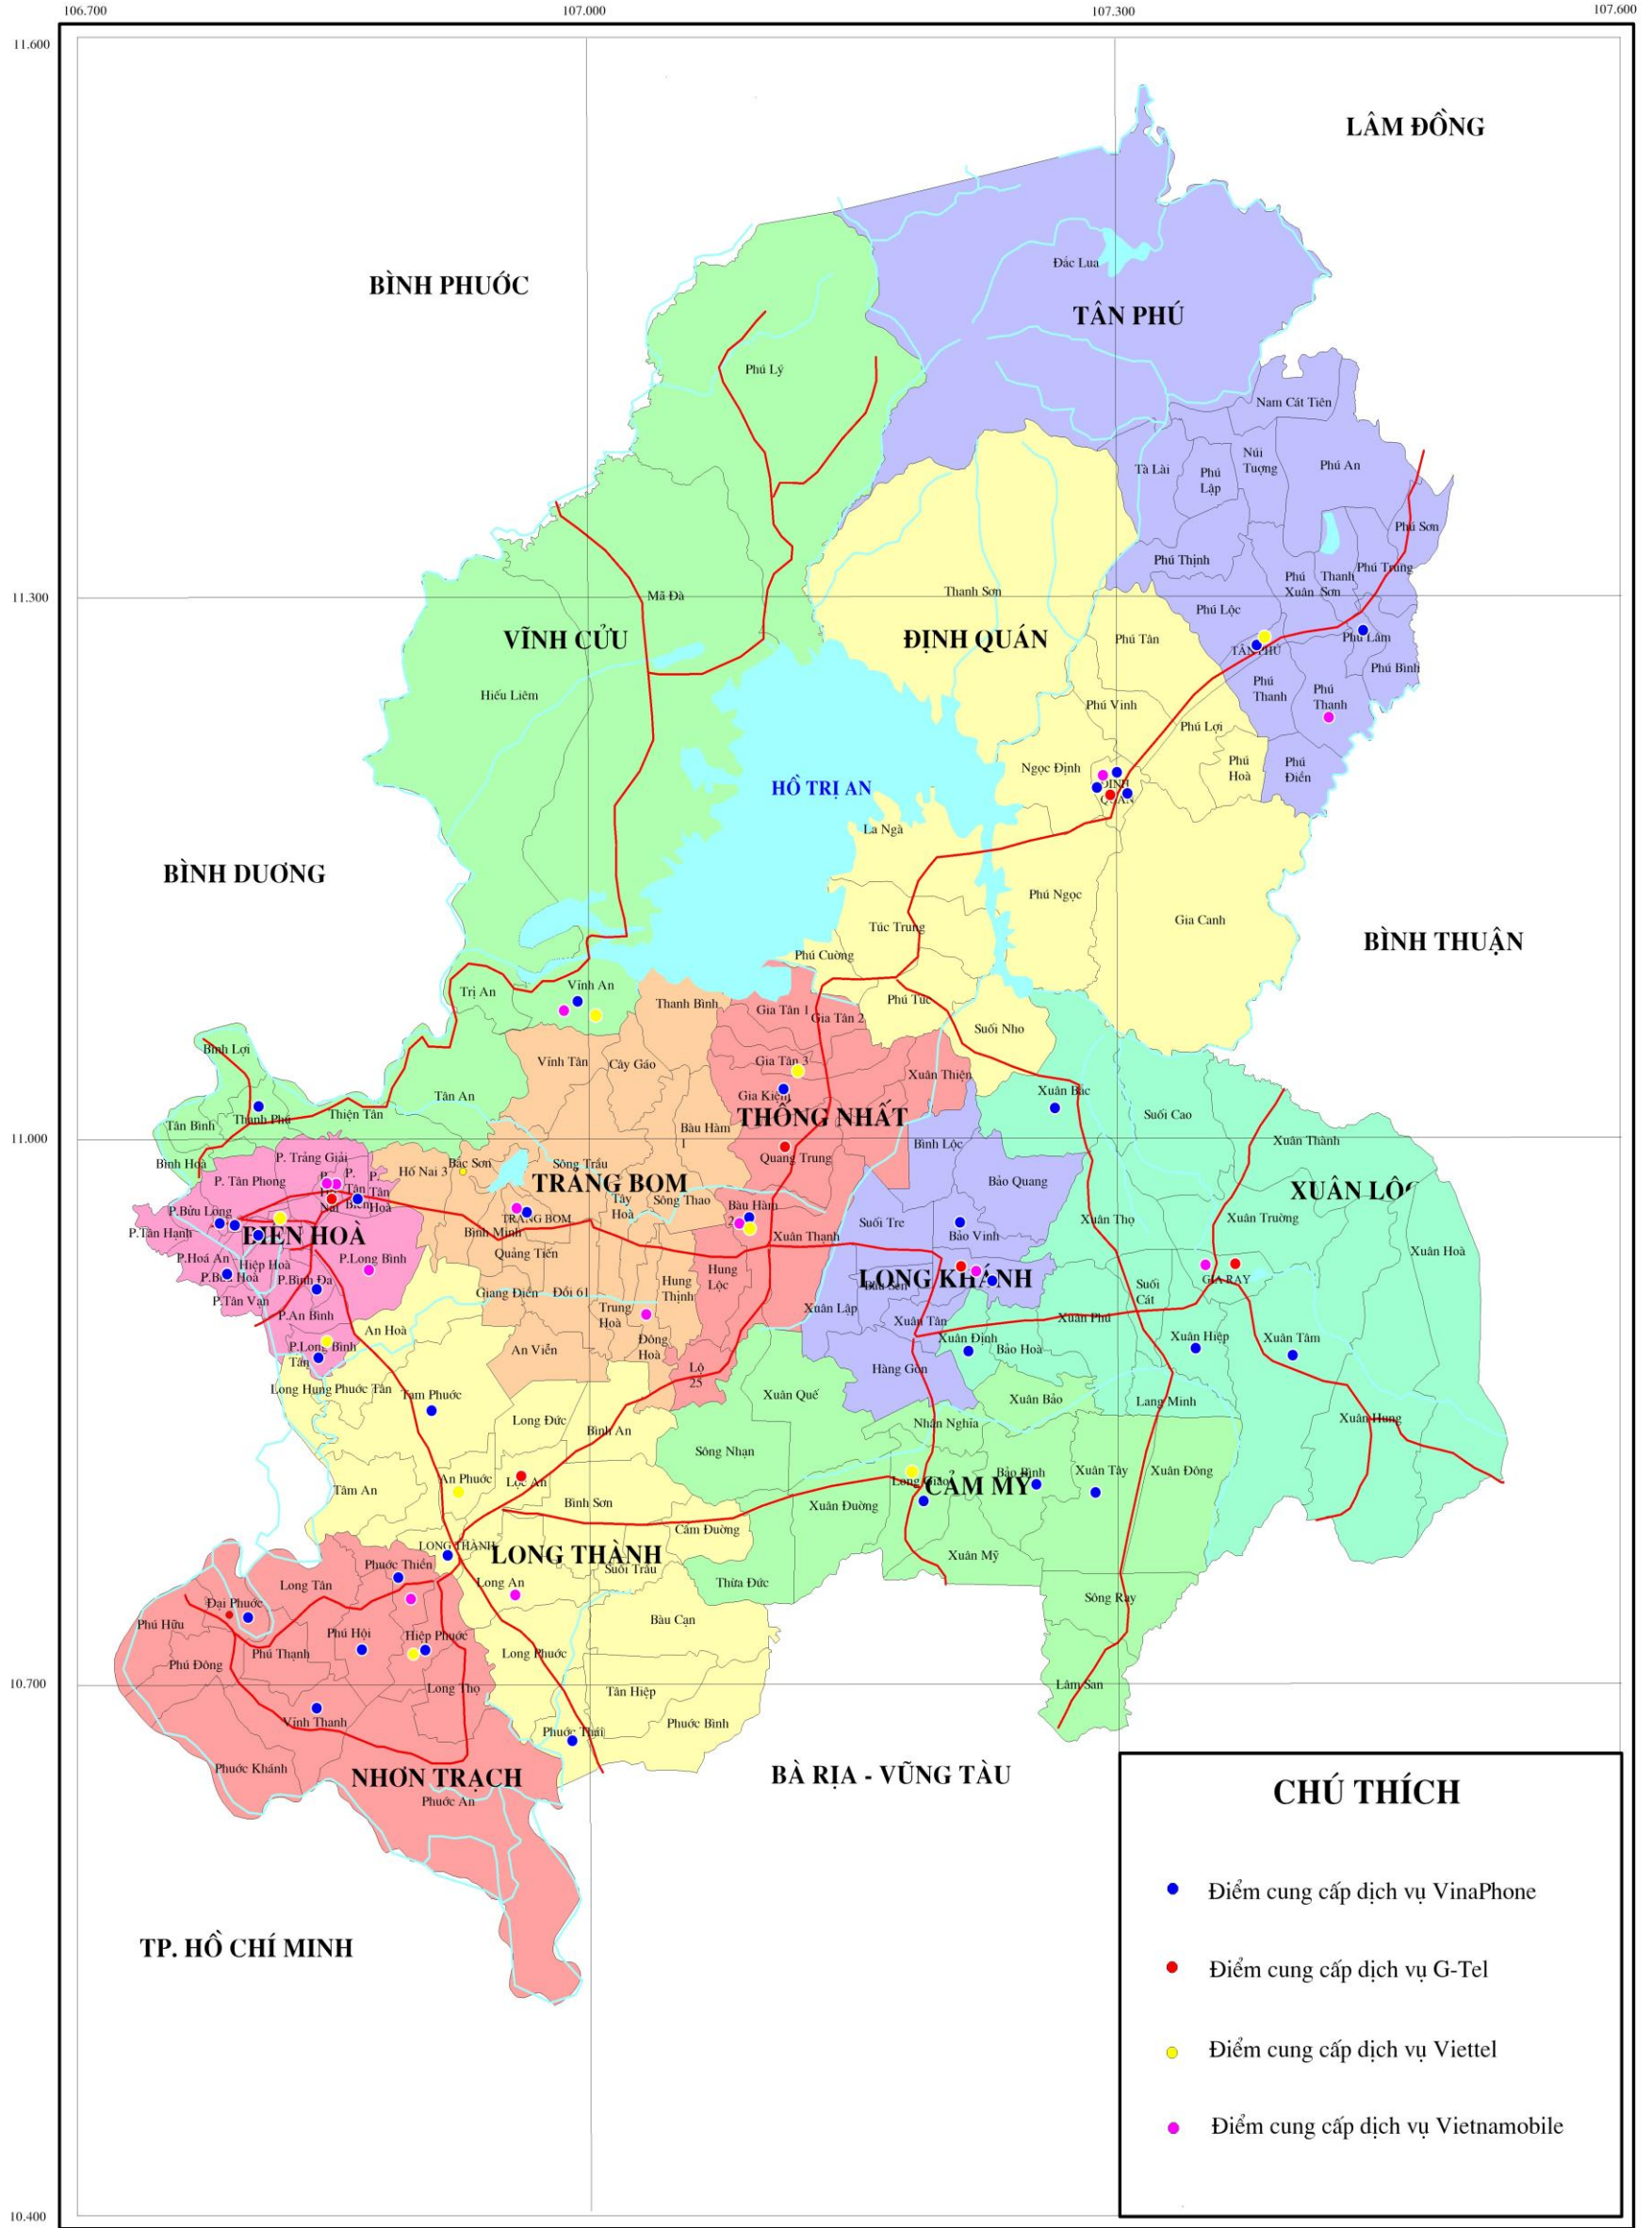 106.700
107.000
107.300
107.600
11.600
LÂM ĐỒNG
Đắc Lua
BÌNH PHƯỚC
TÂN PHÚ
Phú Lý
Nam Cát Tiên
Núi
Tượng
Phú An
Tà Lài
Phú
Lập
Phú Sơn
Phú Thịnh
Phú Trung
Phú
Xuân
Thanh
Sơn
11.300
Mã Đà
Thanh Sơn
Phú Lộc
VĨNH CỬU
ĐỊNH QUÁN
Phú Tân
Phú Lâm
TÂN PHÚ
Phú Bình
Hiếu Liêm
Phú
Thanh
Phú
Thanh
Phú Vinh
Phú Lợi
Ngọc Định
Phú
Hoà
Phú
Điền
HỒ TRỊ AN
ĐỊNH
QUÁN
La Ngà
BÌNH DƯƠNG
Phú Ngọc
Gia Canh
Túc Trưng
BÌNH THUẬN
Phú Cường
Trị An
Vĩnh An
Thanh Bình
Phú Túc
Gia Tân 1
Gia Tân 2
Suối Nho
Bình Lợi
Vĩnh Tân
Cây Gáo
Gia Tân 3
Xuân Thiện
Xuân Bắc
Tân An
Gia Kiệm
Thạnh Phú
Thiện Tân
THỐNG NHẤT
Suối Cao
Tân Bình
Bàu Hàm
1
11.000
Bình Lộc
Xuân Thành
Bình Hoà
P. Trảng Giải
Quang Trung
Hố Nai 3
Bắc Sơn
Sông Trầu
TRẢNG BOM
Bảo Quang
XUÂN LỘC
P. Tân Phong
P.
Tân
Biên
P.
Tân
Hoà
Nai
Tây
Hoà
Sông Thao
Bàu Hàm
2
P.Bửu Long
TRẢNG BOM
Suối Tre
Xuân Thọ
Xuân Trường
P.Tân Hạnh
BIÊN HOÀ
Bình Minh
Xuân Thạnh
Bảo Vinh
Xuân Hoà
P.Hoá An
Hiệp Hoà
P.Long Bình
Quảng Tiến
Hưng
Lộc
Hưng
Thịnh
LONG KHÁNH
GIA RAY
P.Bình Đa
Giang Điền
Đồi 61
Suối
Cát
P.Tân Vạn
P.An Bình
Trung
Hoà
Xuân Lập
Xuân Tân
Xuân Phú
An Hoà
Đông
Hoà
Xuân Định
Bảo Hoà
Xuân Hiệp
Xuân Tâm
P.Long Bình
Tân
An Viễn
Lộ
25
Hàng Gòn
Long Hưng
Phước Tân
Tam Phước
Xuân Quế
Xuân Bảo
Lang Minh
Long Đức
Bình An
Nhân Nghĩa
Xuân Hưng
Sông Nhạn
An Phước
Lộc An
Long Giao
CẨM MỸ
Bảo Bình
Xuân Tây
Xuân Đông
Tâm An
Bình Sơn
Xuân Đường
Cẩm Đường
LONG THÀNH
LONG THÀNH
Xuân Mỹ
Phước Thiền
Suối Trầu
Long Tân
Long An
Thừa Đức
Đại Phước
Sông Ray
Phú Hữu
Bàu Cạn
Phú Hội
Hiệp Phước
Phú Thạnh
Long Phước
Phú Đông
Long Thọ
Lâm San
10.700
Tân Hiệp
Vĩnh Thanh
Phước Thái
Phước Bình
Phước Khánh
NHƠN TRẠCH
BÀ RỊA - VŨNG TÀU
Phước An
CHÚ THÍCH
Điểm cung cấp dịch vụ VinaPhone
TP. HỒ CHÍ MINH
Điểm cung cấp dịch vụ G-Tel
Điểm cung cấp dịch vụ Viettel
Điểm cung cấp dịch vụ Vietnamobile
10.400